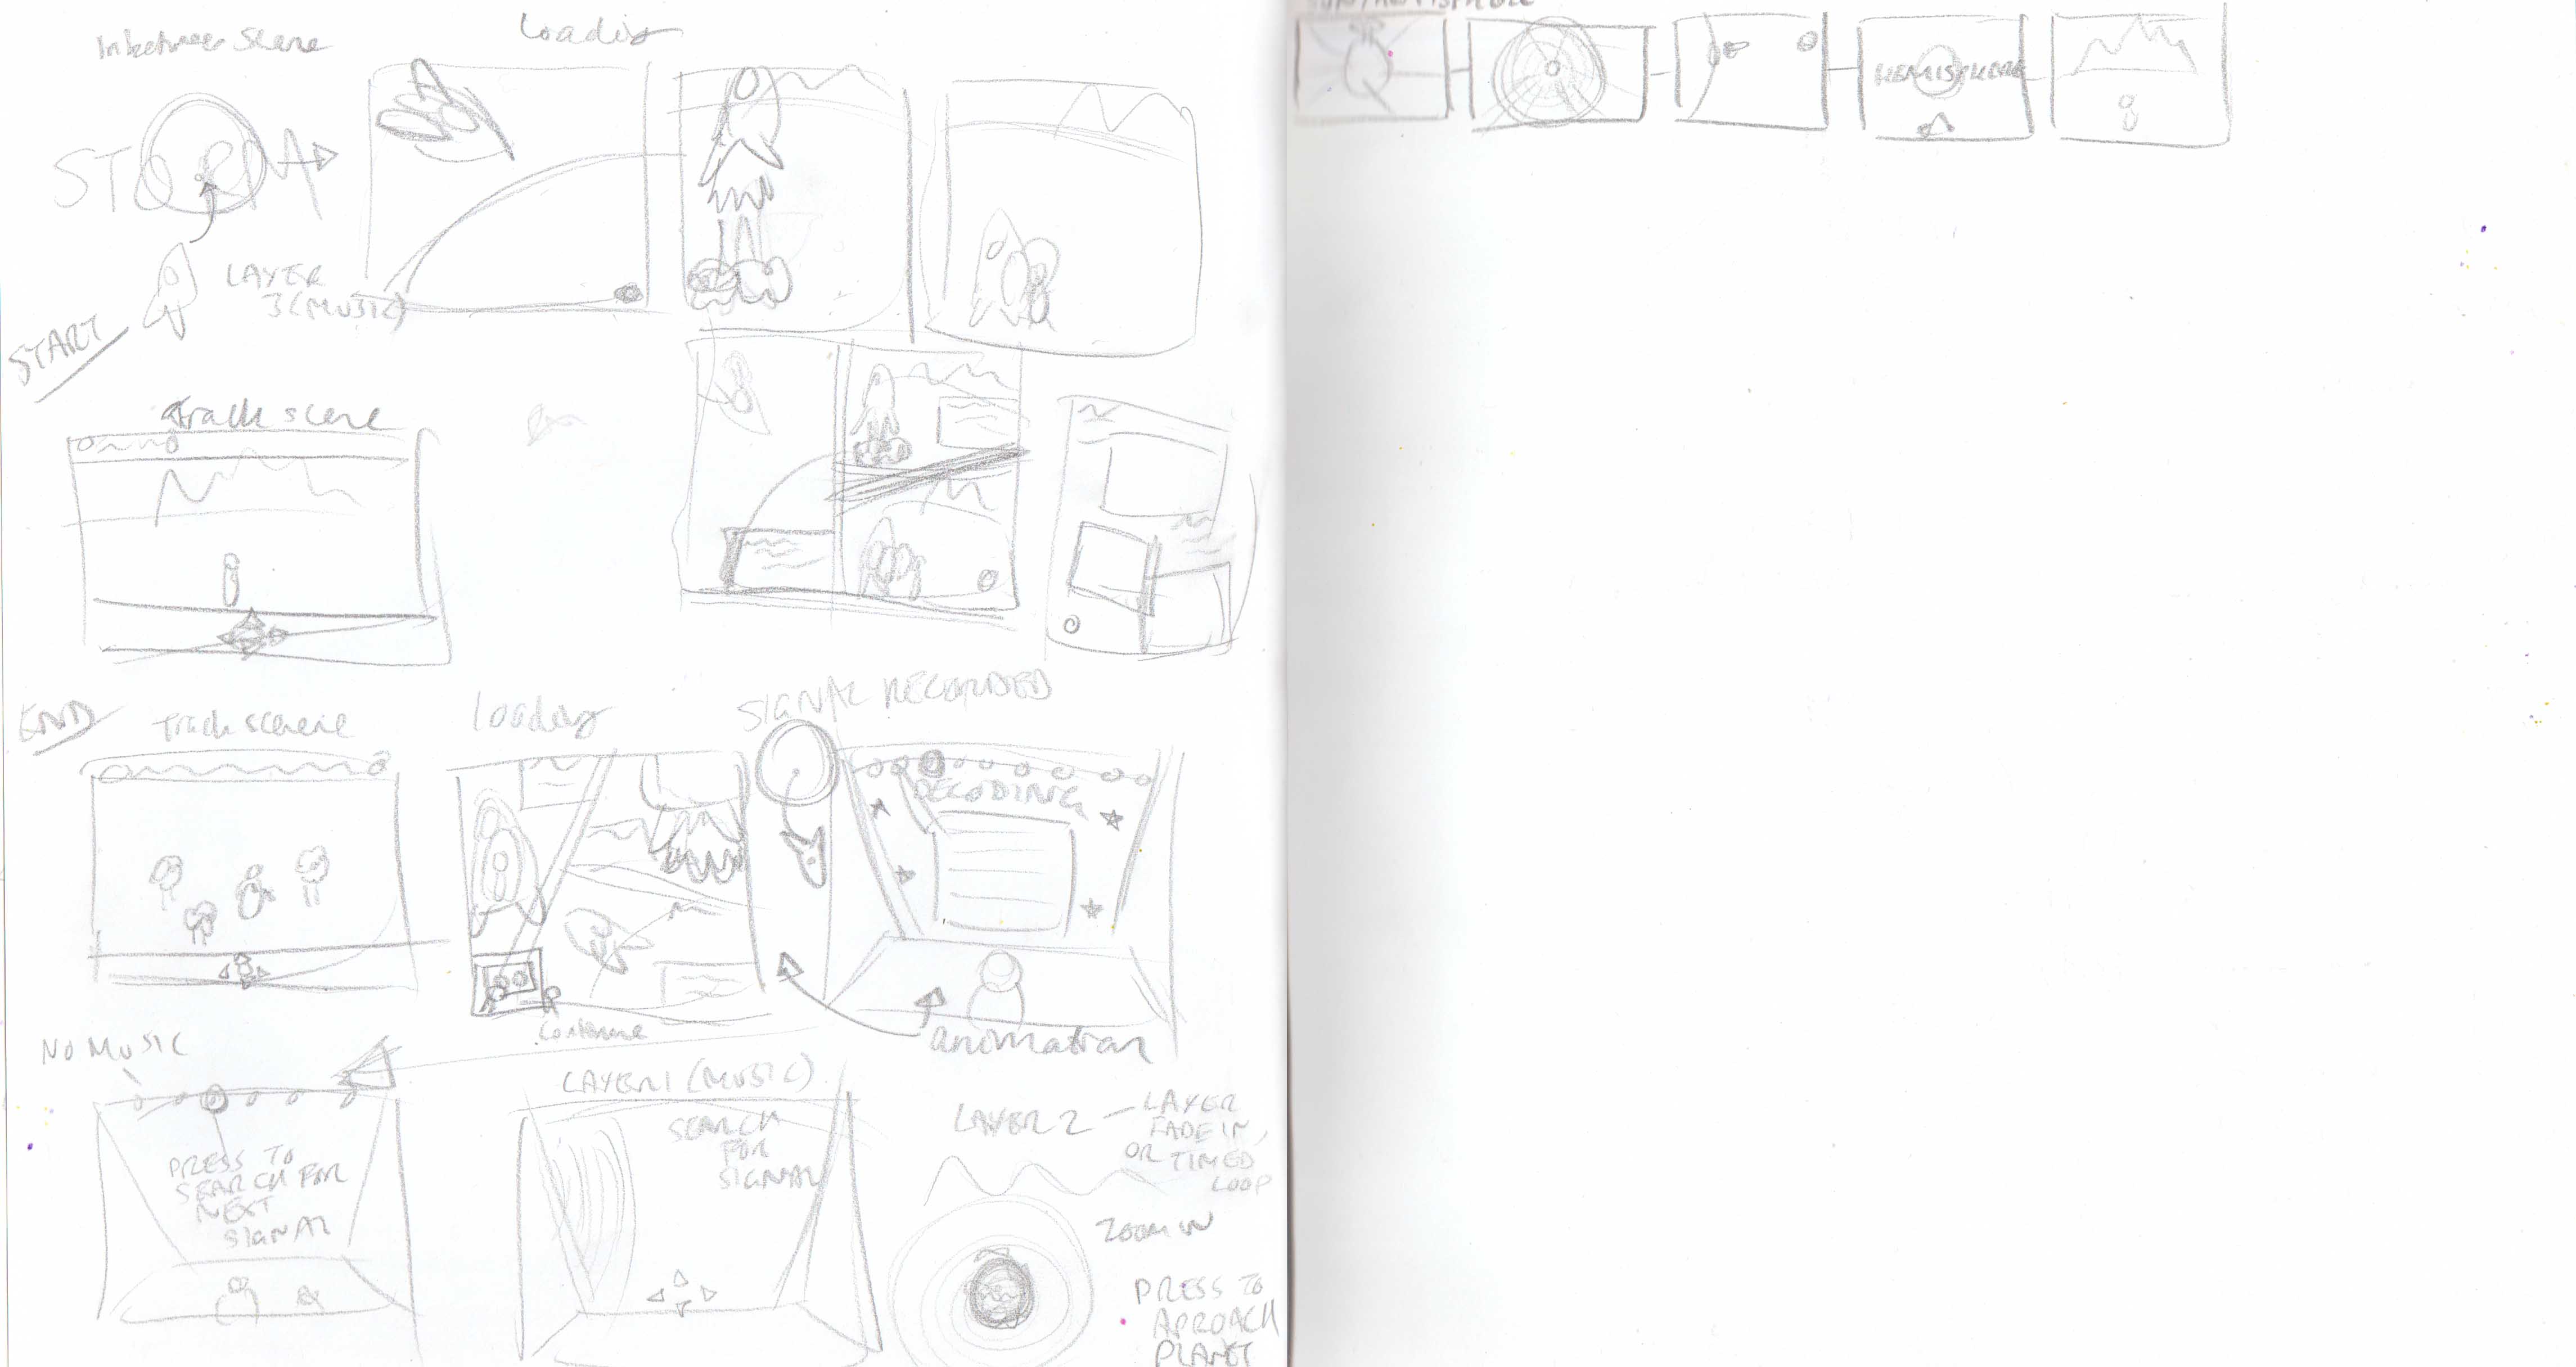 Inbetween Scene
Loading
STORM
LAYER
3 (MUSIC)
START
Track scene
END
Track scene
loading
SIGNAL RECORDED
DECODING
Continue
animation
NO MUSIC
PRESS TO
SEARCH FOR
NEXT
SIGNAL
LAYER 1 (MUSIC)
SEARCH
FOR
SIGNAL
LAYER 2 — LAYER
FADE IN,
OR TIMED
LOOP
ZOOM IN
PRESS TO
APROACH
PLANET
HEMISPHERE